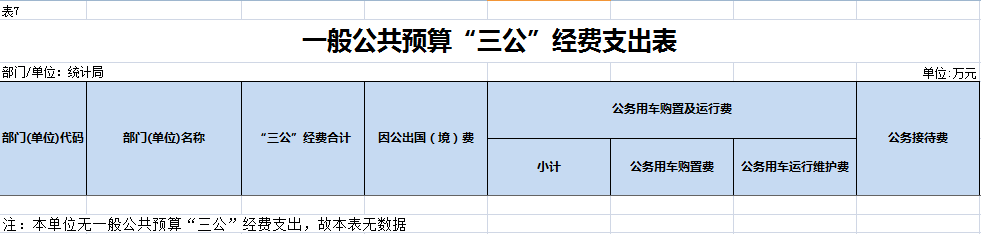 表7
一般公共预算“三公”经费支出表
部门/单位：统计局 单位:万元
部门(单位)代码 部门(单位)名称 “三公”经费合计 因公出国（境）费 公务用车购置及运行费 公务接待费
小计 公务用车购置费 公务用车运行维护费
注：本单位无一般公共预算“三公”经费支出，故本表无数据